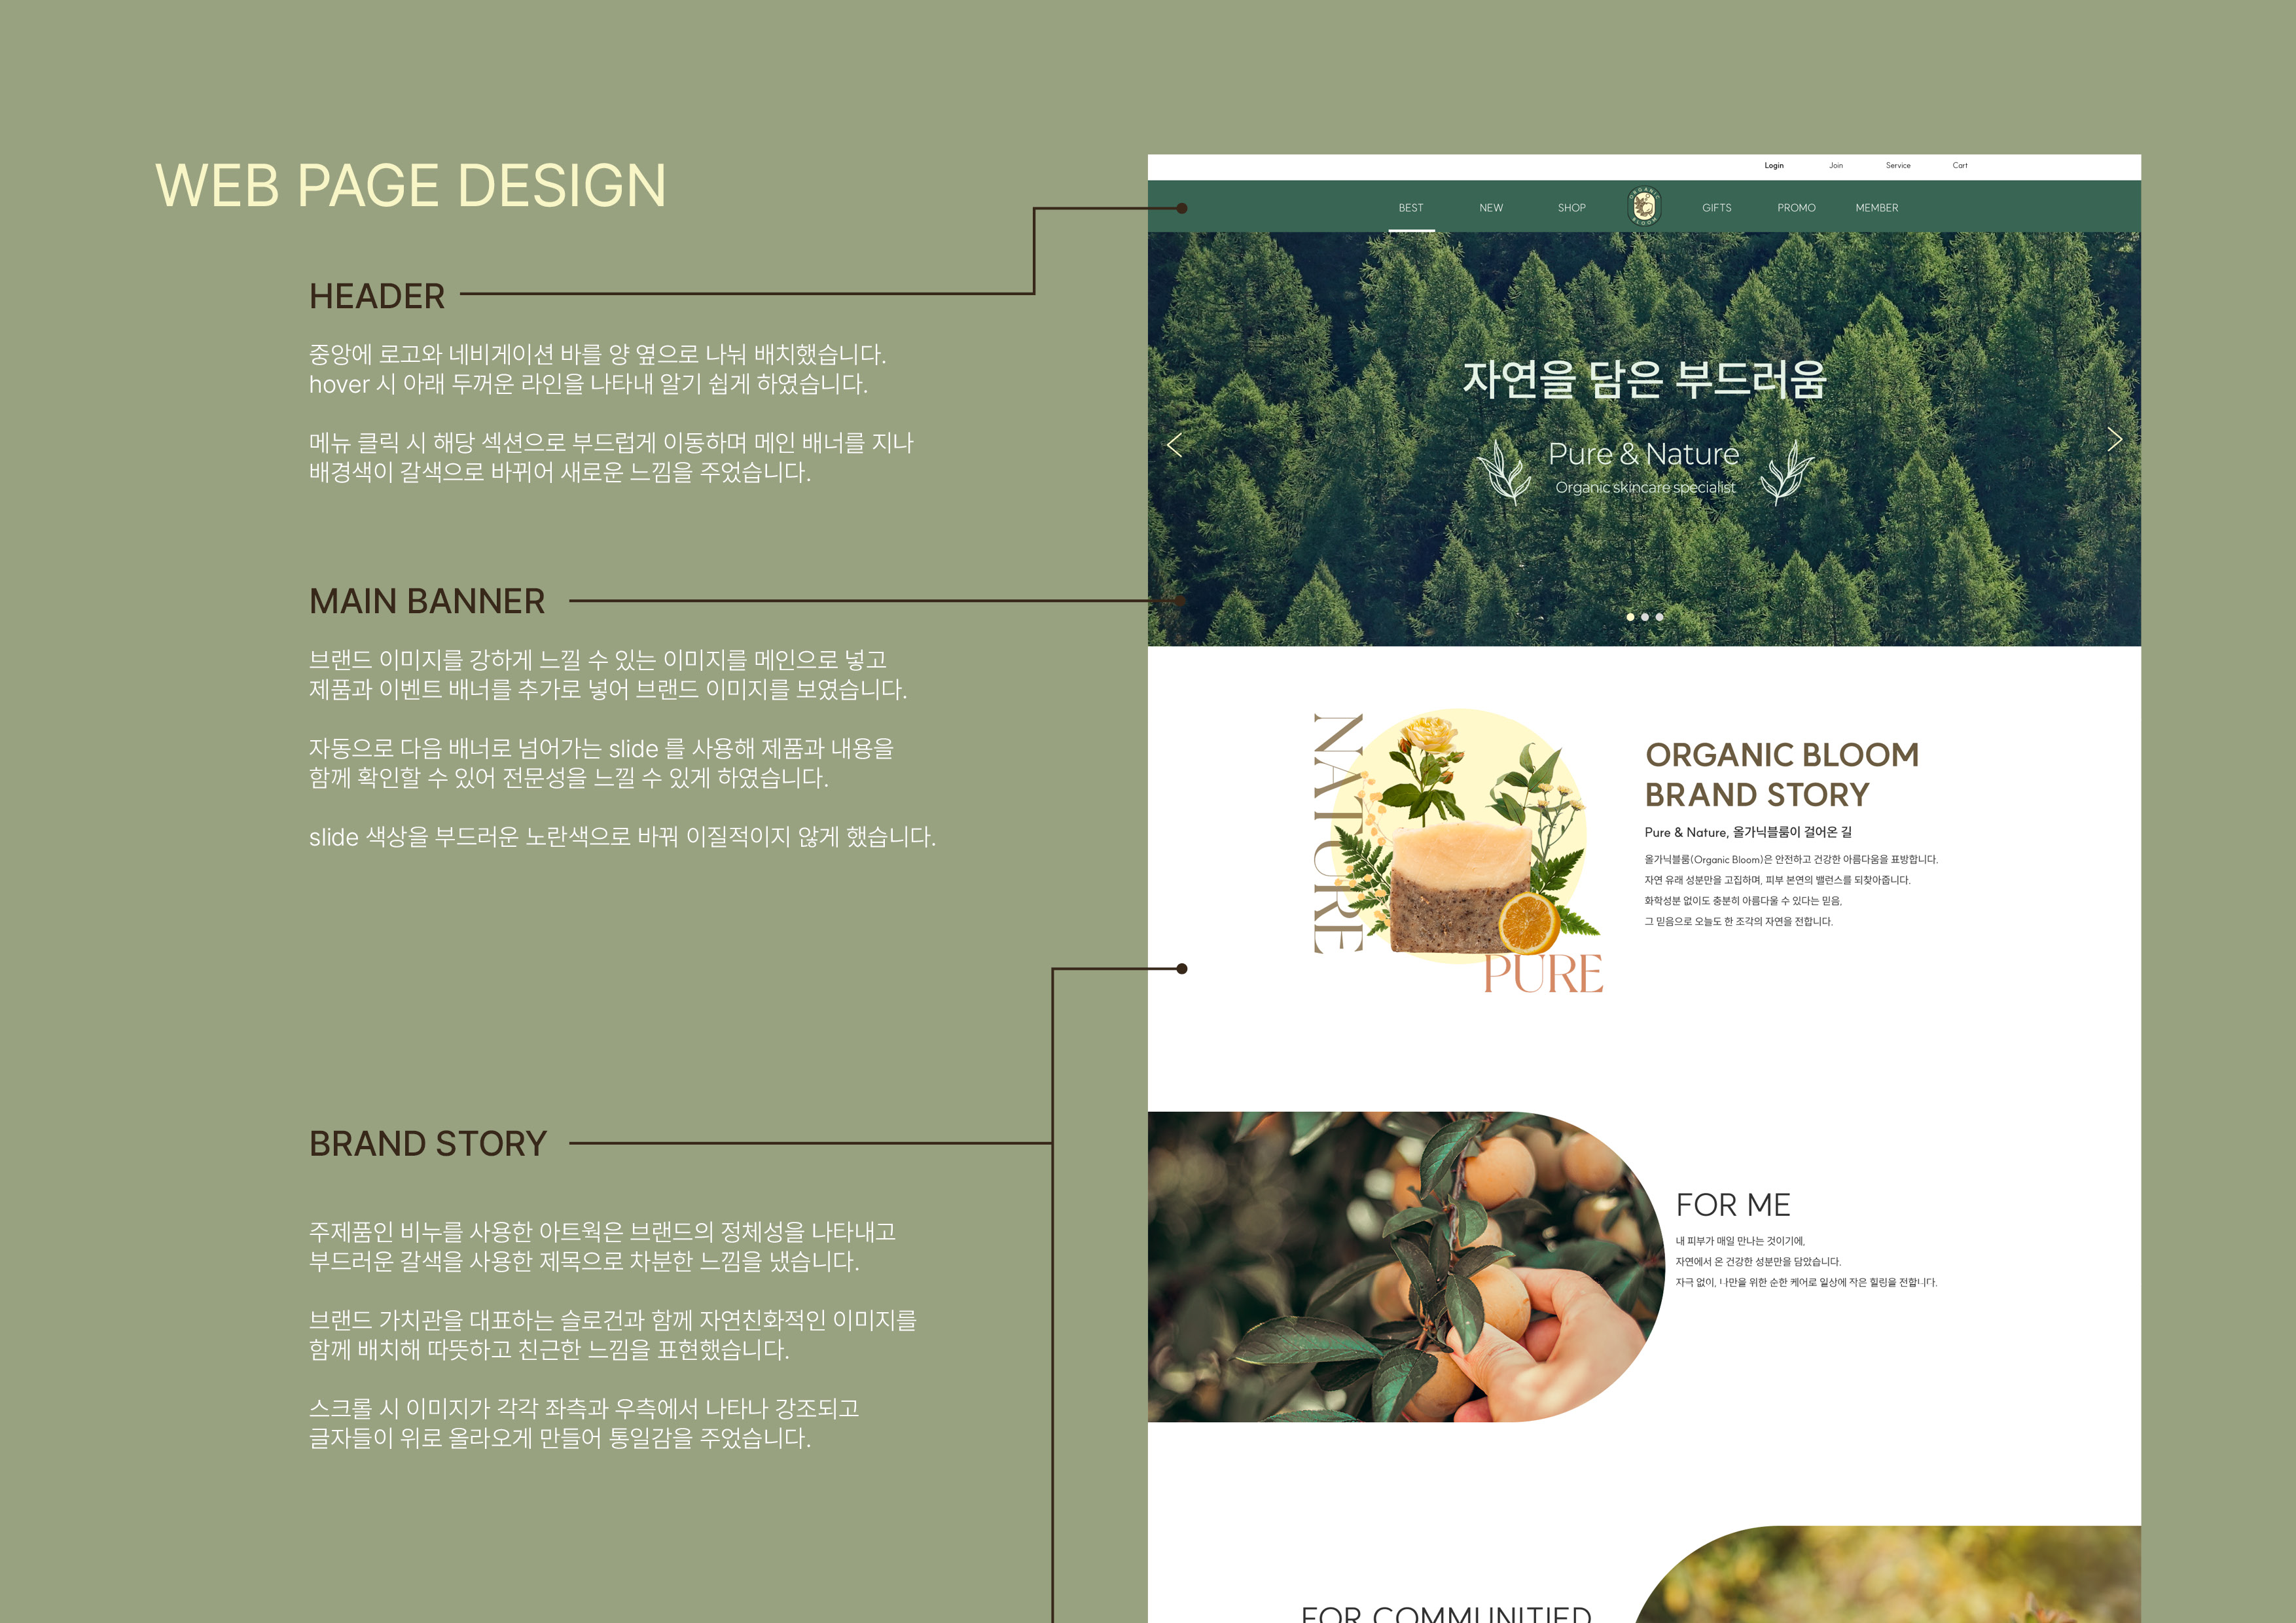 WEB PAGE DESIGN
HEADER
중앙에 로고와 네비게이션 바를 양 옆으로 나눠 배치했습니다.
hover 시 아래 두꺼운 라인을 나타내 알기 쉽게 하였습니다.
메뉴 클릭 시 해당 섹션으로 부드럽게 이동하며 메인 배너를 지나
배경색이 갈색으로 바뀌어 새로운 느낌을 주었습니다.
MAIN BANNER
브랜드 이미지를 강하게 느낄 수 있는 이미지를 메인으로 넣고
제품과 이벤트 배너를 추가로 넣어 브랜드 이미지를 보였습니다.
자동으로 다음 배너로 넘어가는 slide 를 사용해 제품과 내용을
함께 확인할 수 있어 전문성을 느낄 수 있게 하였습니다.
slide 색상을 부드러운 노란색으로 바꿔 이질적이지 않게 했습니다.
BRAND STORY
주제품인 비누를 사용한 아트웍은 브랜드의 정체성을 나타내고
부드러운 갈색을 사용한 제목으로 차분한 느낌을 냈습니다.
브랜드 가치관을 대표하는 슬로건과 함께 자연친화적인 이미지를
함께 배치해 따뜻하고 친근한 느낌을 표현했습니다.
스크롤 시 이미지가 각각 좌측과 우측에서 나타나 강조되고
글자들이 위로 올라오게 만들어 통일감을 주었습니다.
Login Join Service Cart
BEST NEW SHOP ORGANIC BLOOM GIFTS PROMO MEMBER
자연을 담은 부드러움
Pure & Nature
Organic skincare specialist
NATURE
PURE
ORGANIC BLOOM
BRAND STORY
Pure & Nature, 올가닉블룸이 걸어온 길
올가닉블룸(Organic Bloom)은 안전하고 건강한 아름다움을 표방합니다.
자연 유래 성분만을 고집하며, 피부 본연의 밸런스를 되찾아줍니다.
화학성분 없이도 충분히 아름다울 수 있다는 믿음,
그 믿음으로 오늘도 한 조각의 자연을 전합니다.
FOR ME
내 피부가 매일 만나는 것이기에,
자연에서 온 건강한 성분만을 담았습니다.
자극 없이, 나만을 위한 순한 케어로 일상에 작은 힐링을 전합니다.
FOR COMMUNITIED